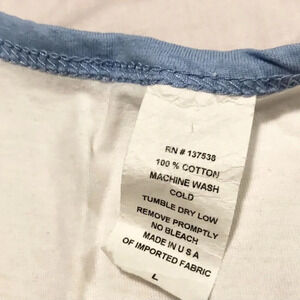 RN # 137538
100 % COTTON
MACHINE WASH
COLD
TUMBLE DRY LOW
REMOVE PROMPTLY
NO BLEACH
MADE IN U S A
OF IMPORTED FABRIC
L